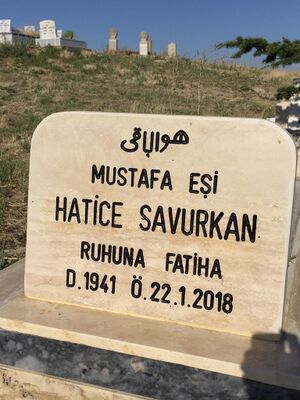 هوالباقی
MUSTAFA EŞİ
HATİCE SAVURKAN
RUHUNA FATİHA
D.1941 Ö.22.1.2018